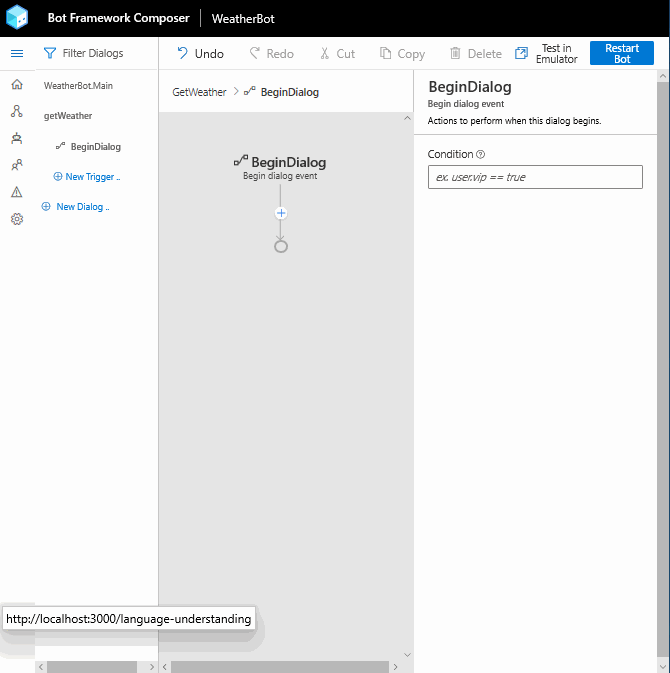 Bot Framework Composer
WeatherBot
Filter Dialogs
Undo
Redo
Cut
Copy
Delete
Test in
Emulator
Restart
Bot
WeatherBot.Main
getWeather
BeginDialog
New Trigger ..
New Dialog ..
GetWeather > BeginDialog
BeginDialog
Begin dialog event
BeginDialog
Begin dialog event
Actions to perform when this dialog begins.
Condition
ex. user.vip == true
http://localhost:3000/language-understanding